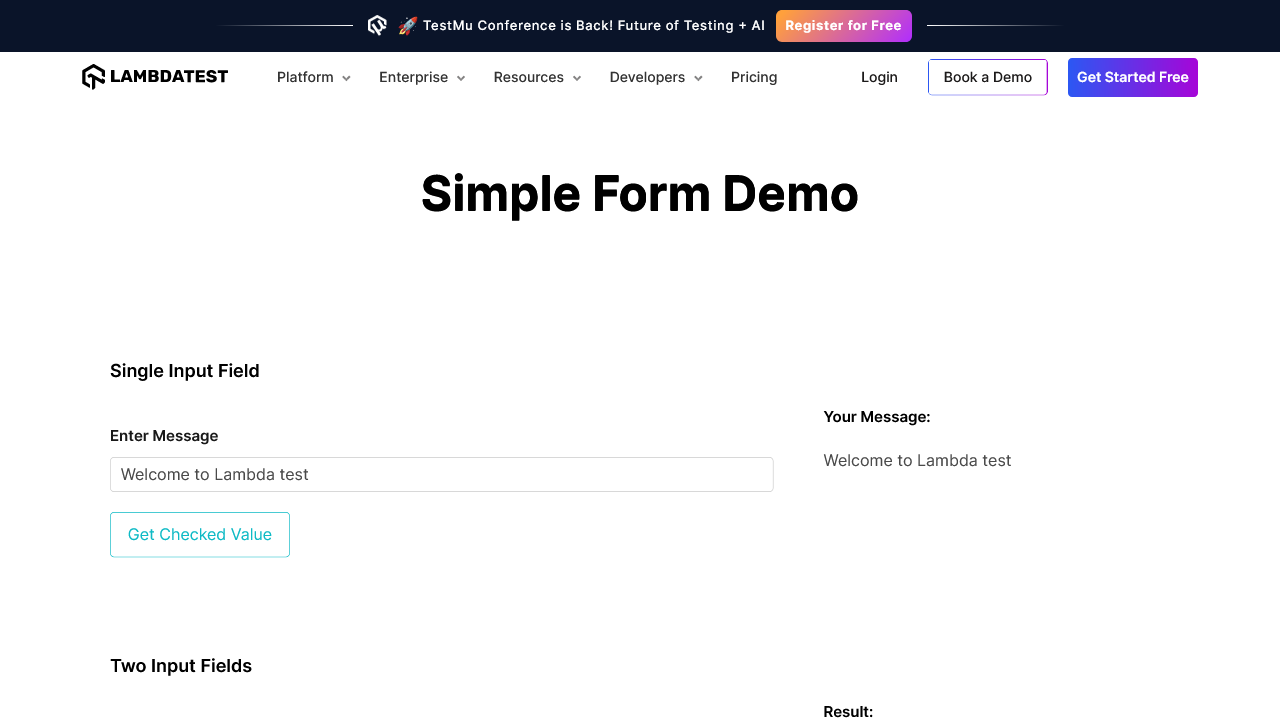 🚀 TestMu Conference is Back! Future of Testing + AI Register for Free
LAMBDATEST Platform Enterprise Resources Developers Pricing Login Book a Demo Get Started Free
Simple Form Demo
Single Input Field
Your Message:
Enter Message
Welcome to Lambda test
Welcome to Lambda test
Get Checked Value
Two Input Fields
Result: